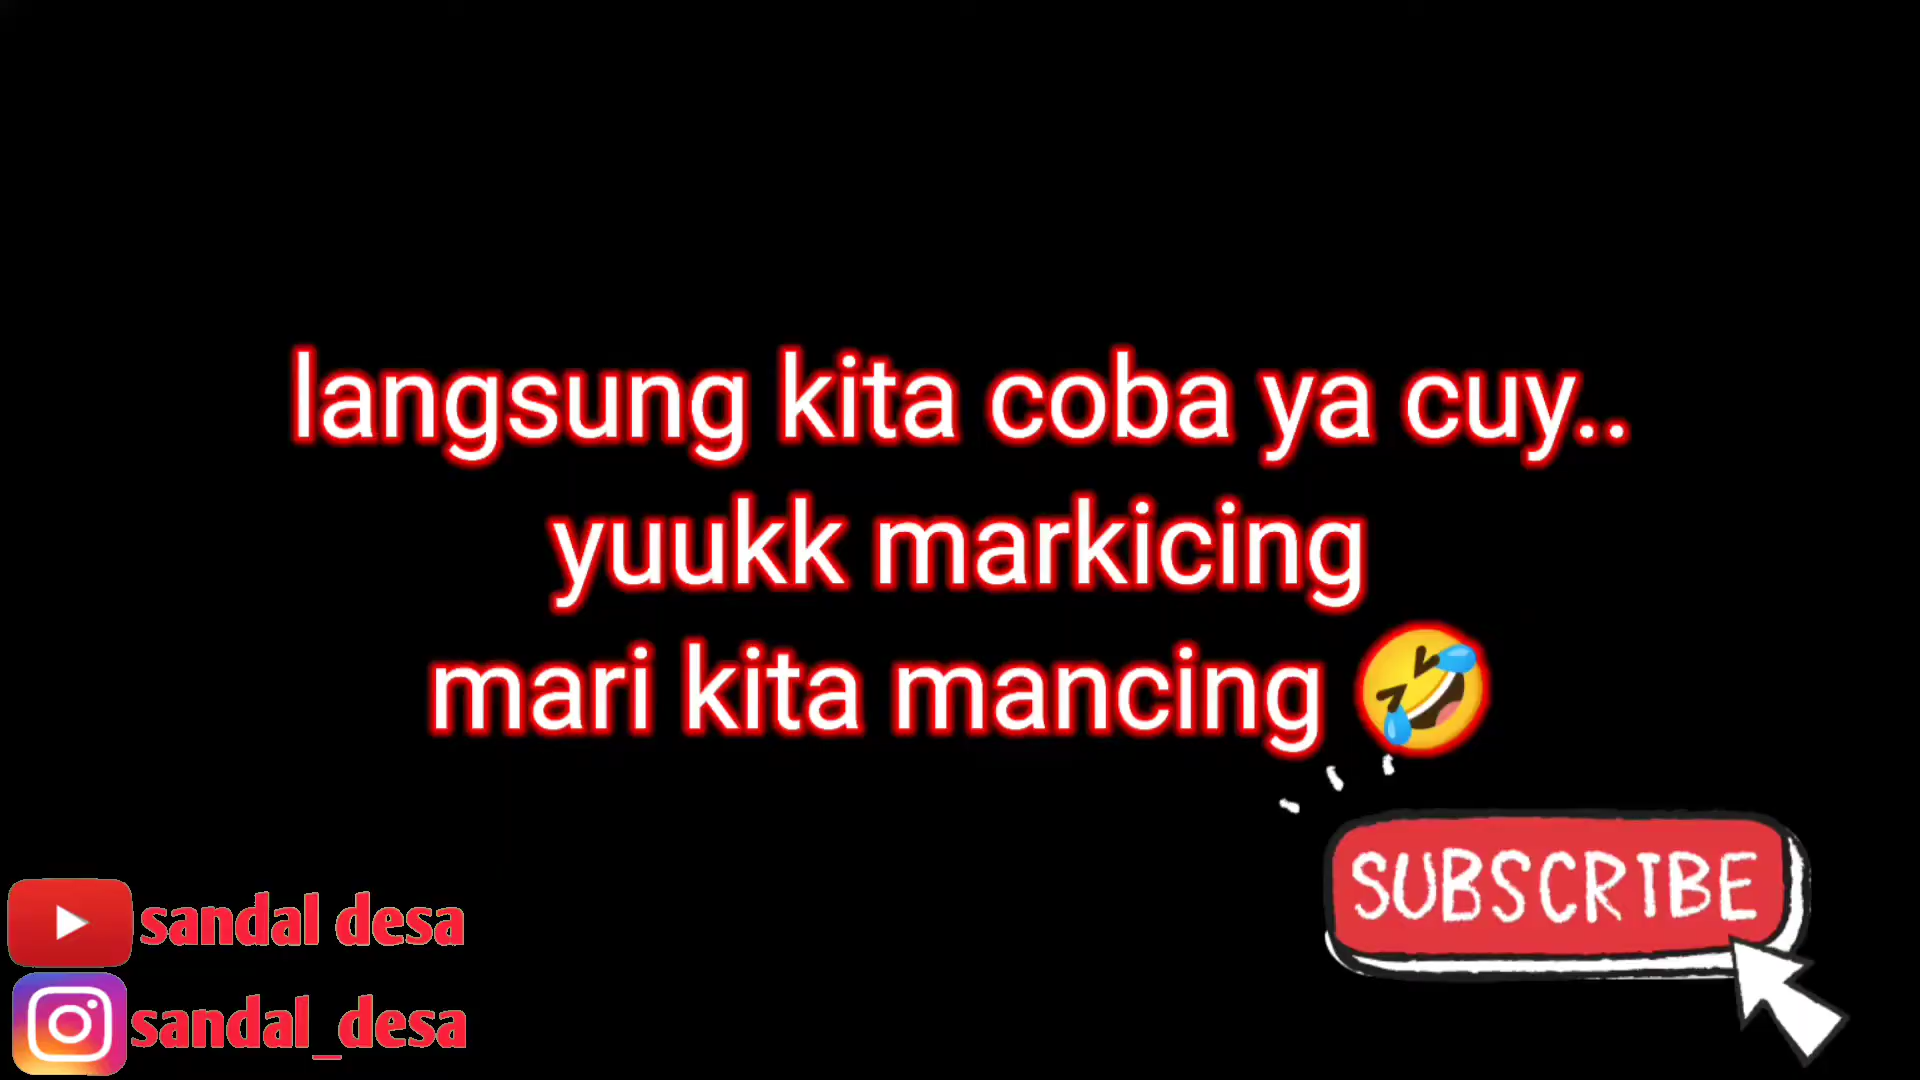 langsung kita coba ya cuy..
yuukk markicing
mari kita mancing 🤣
SUBSCRIBE
sandal desa
sandal_desa